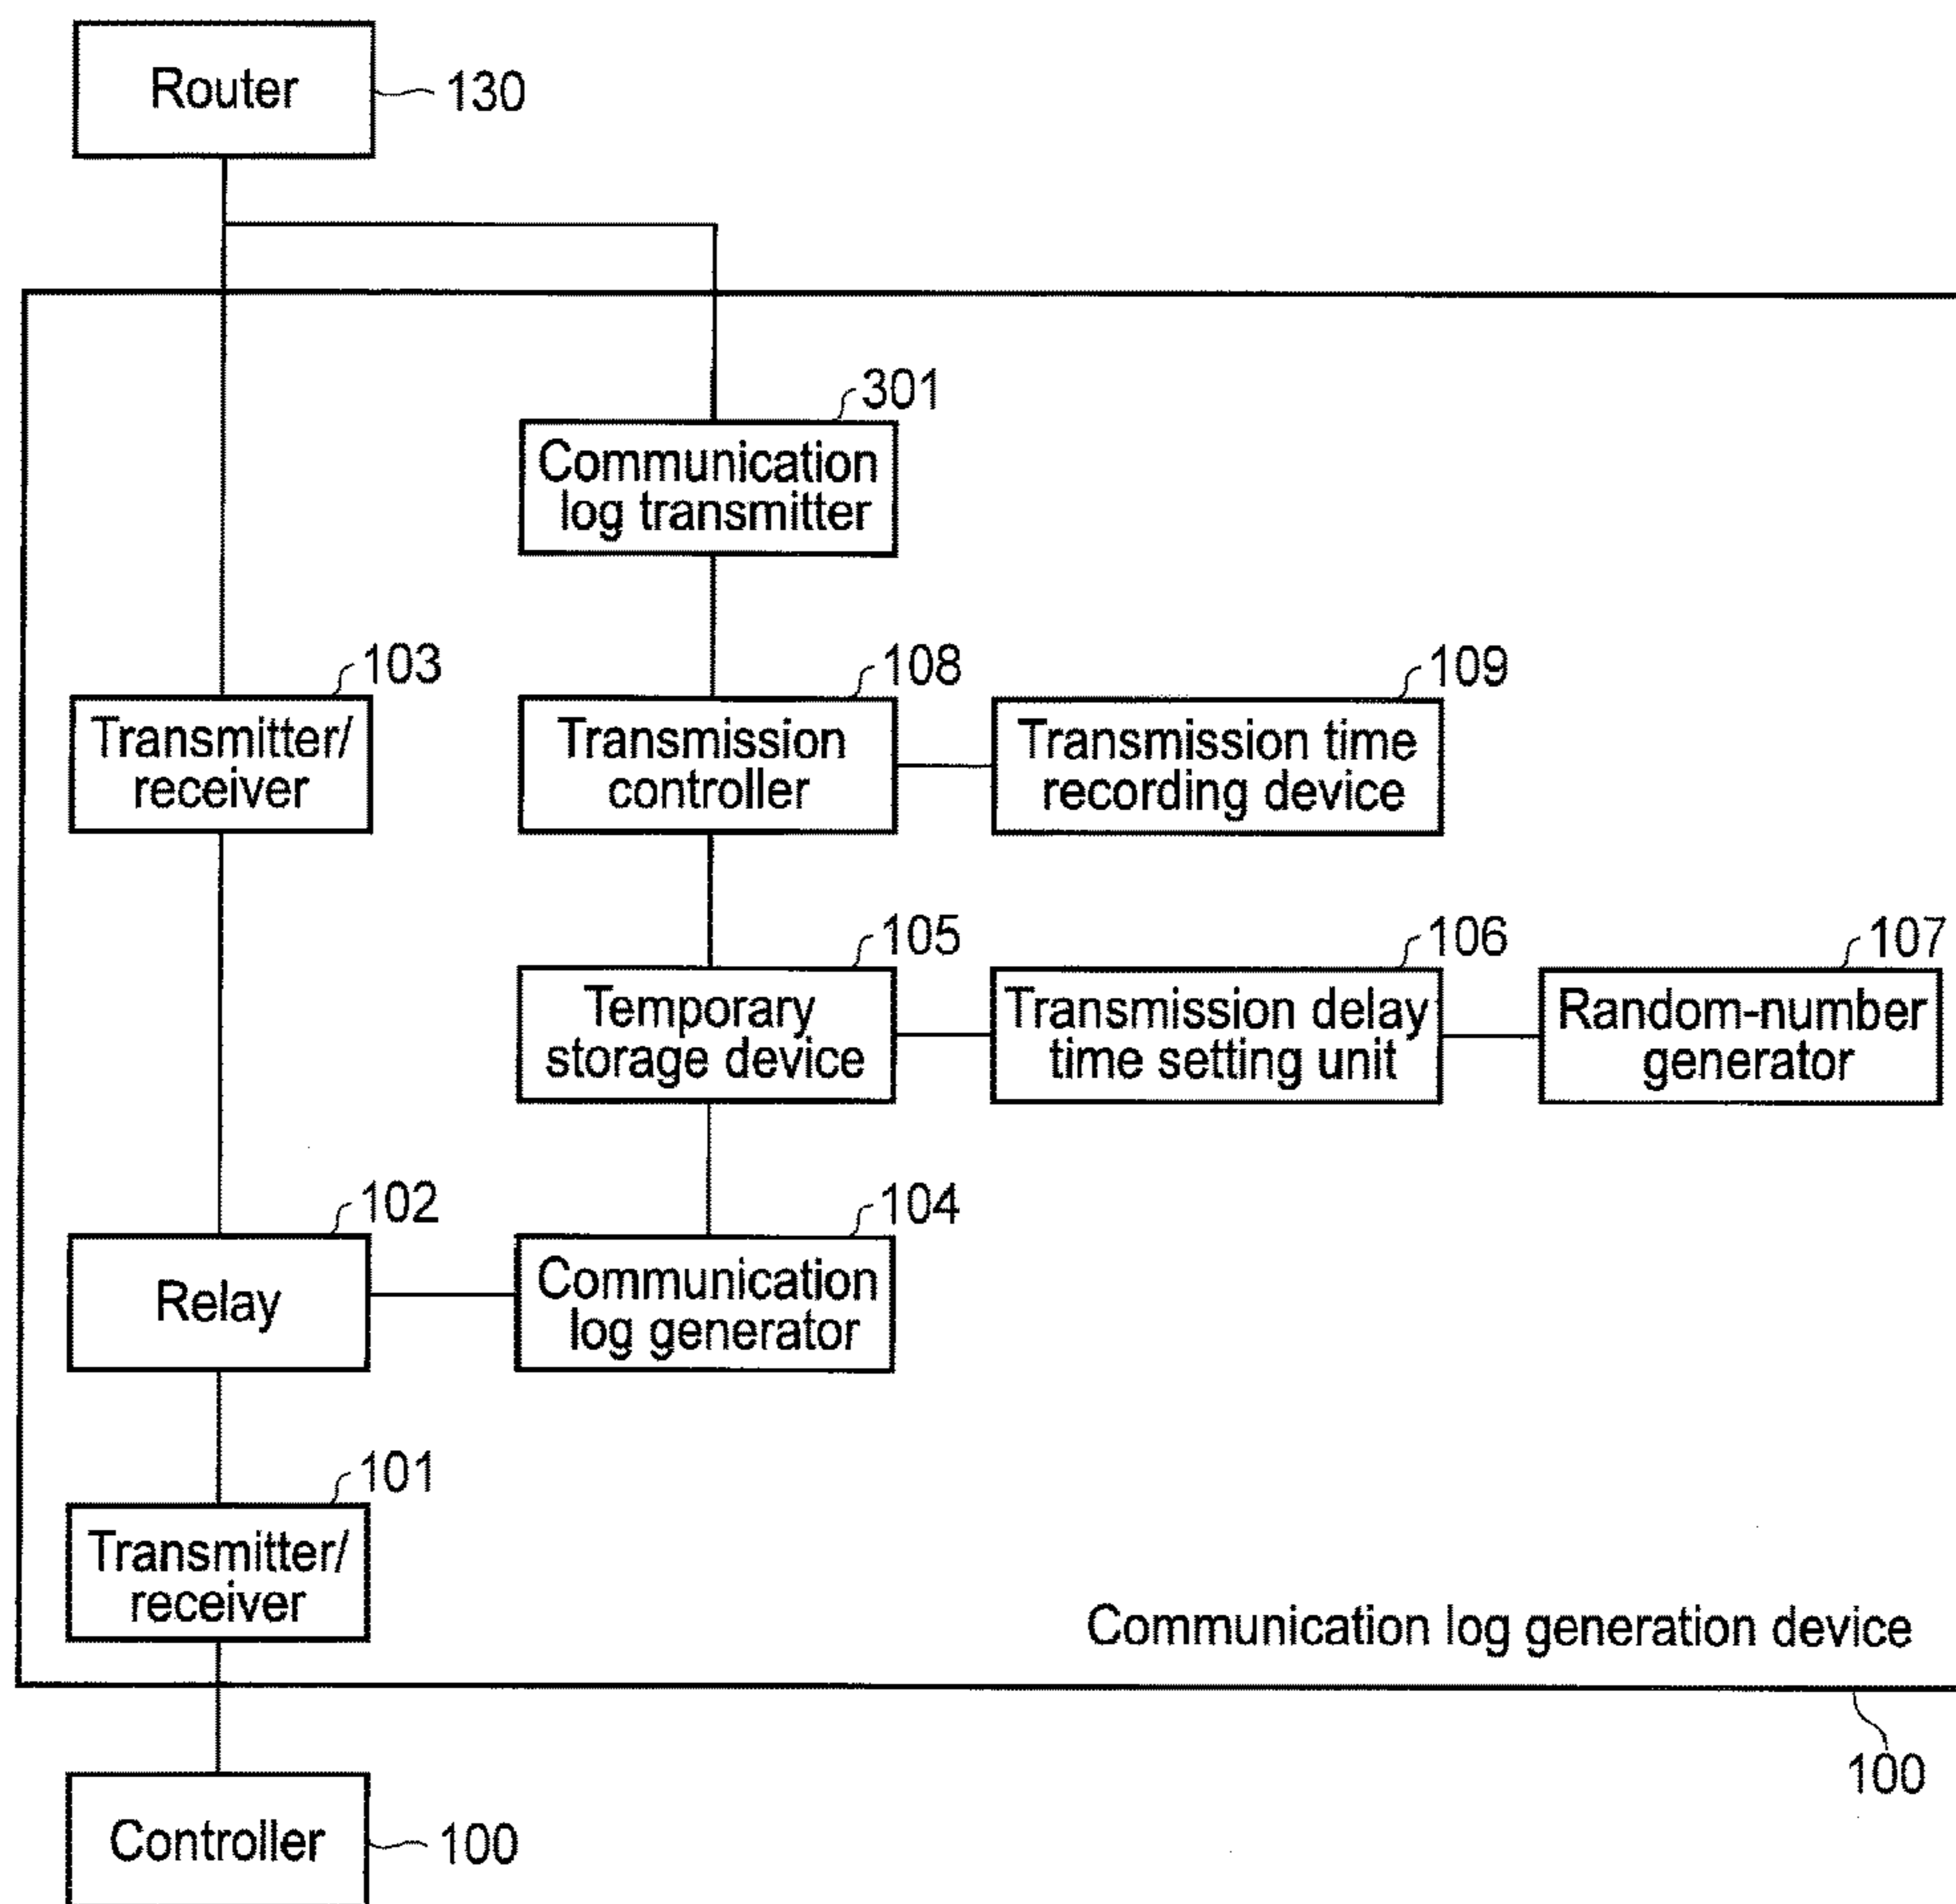 Router
130
301
Communication
log transmitter
103
108
109
Transmitter/
receiver
Transmission
controller
Transmission time
recording device
105
106
107
Temporary
storage device
Transmission delay
time setting unit
Random-number
generator
102
104
Relay
Communication
log generator
101
Transmitter/
receiver
Communication log generation device
100
Controller
100